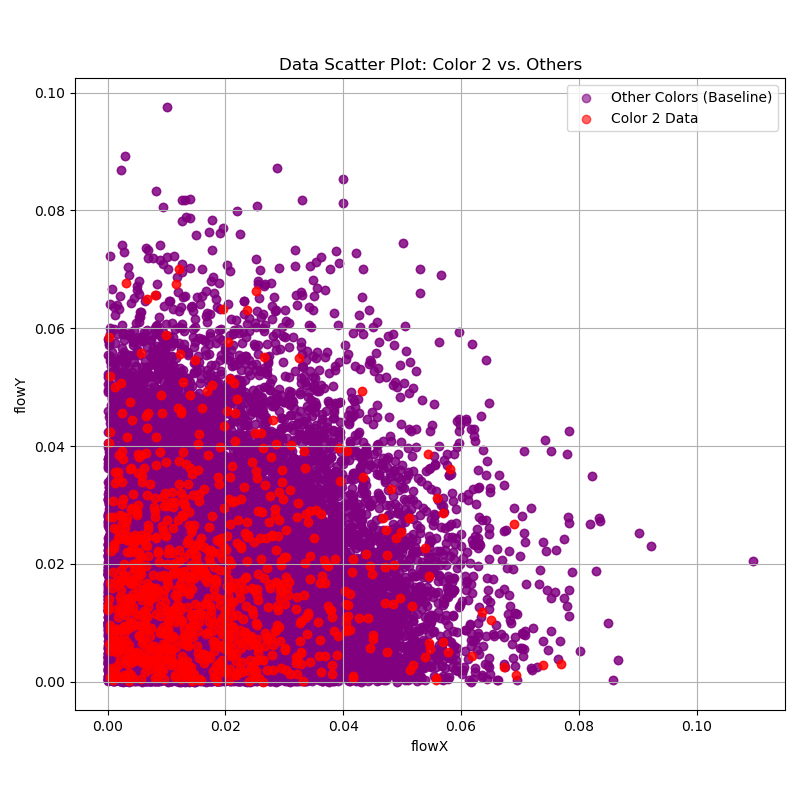 Data Scatter Plot: Color 2 vs. Others
Other Colors (Baseline)
Color 2 Data
flowY
0.10
0.08
0.06
0.04
0.02
0.00
0.00 0.02 0.04 0.06 0.08 0.10
flowX